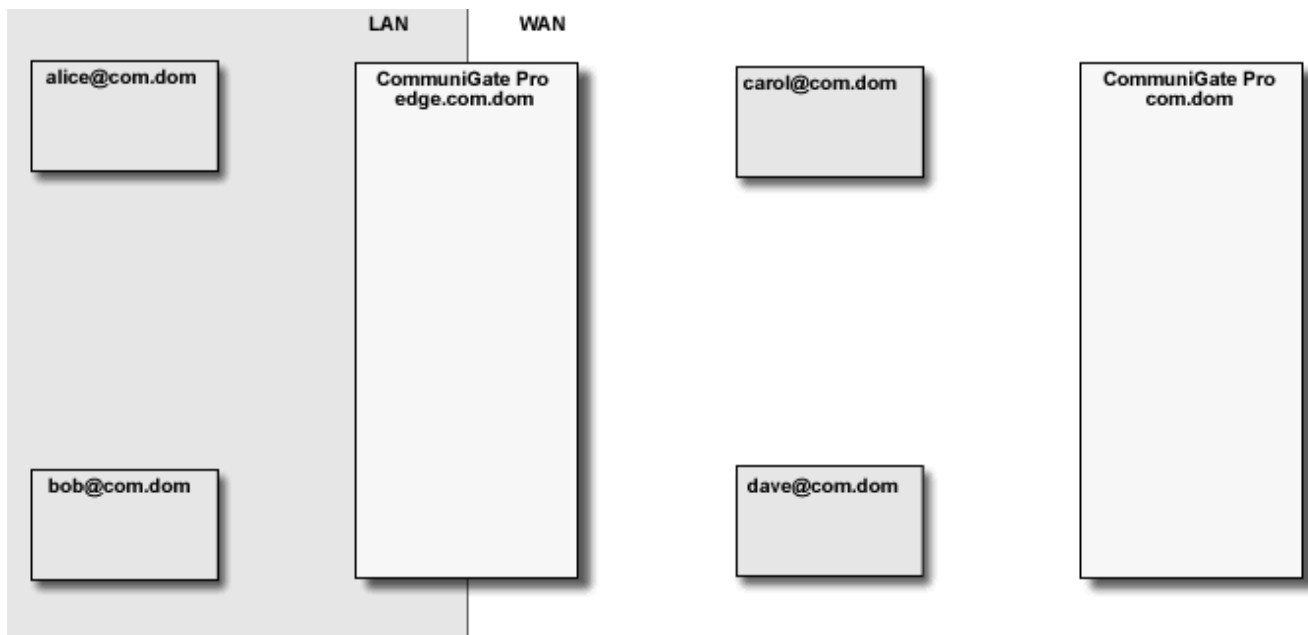 LAN
WAN
alice@com.dom
CommuniGate Pro
edge.com.dom
carol@com.dom
CommuniGate Pro
com.dom
bob@com.dom
dave@com.dom